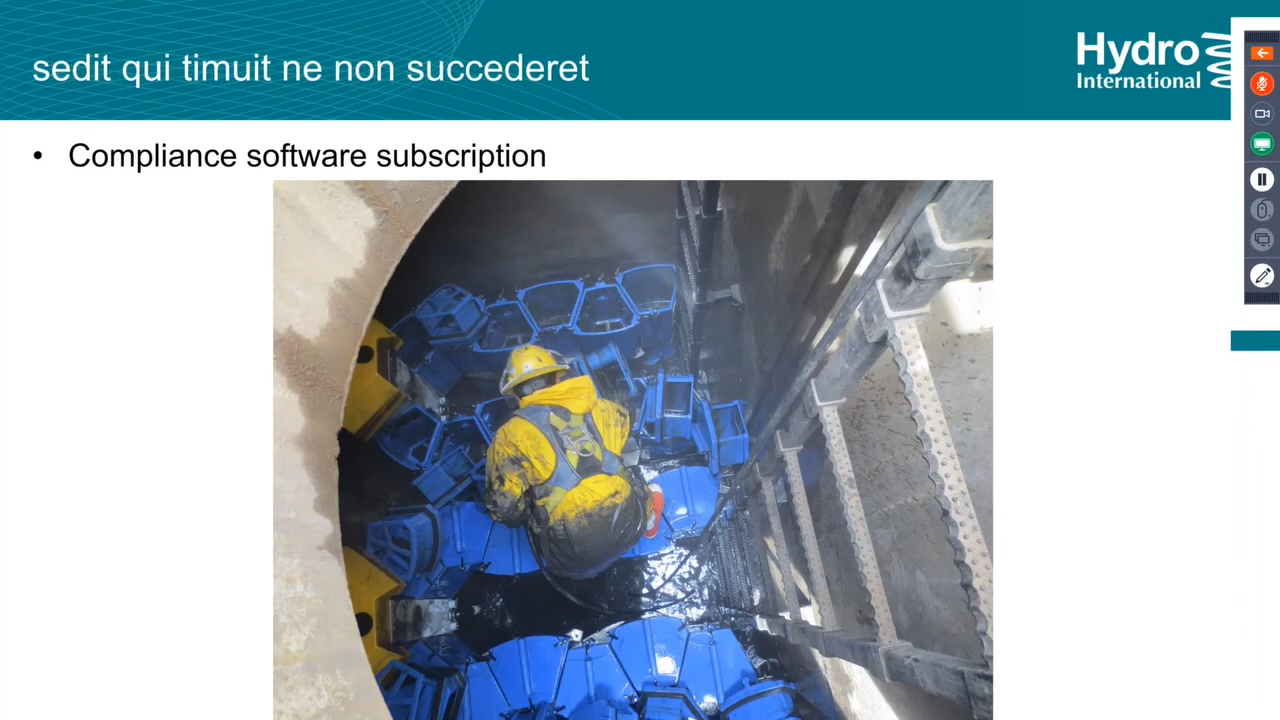 sedit qui timuit ne non succederet
Hydro
International
• Compliance software subscription